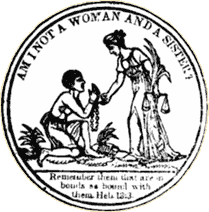 AM I NOT A WOMAN AND A SISTER?
Remember them that are in
bonds as bound with
them. Heb. 13.3.